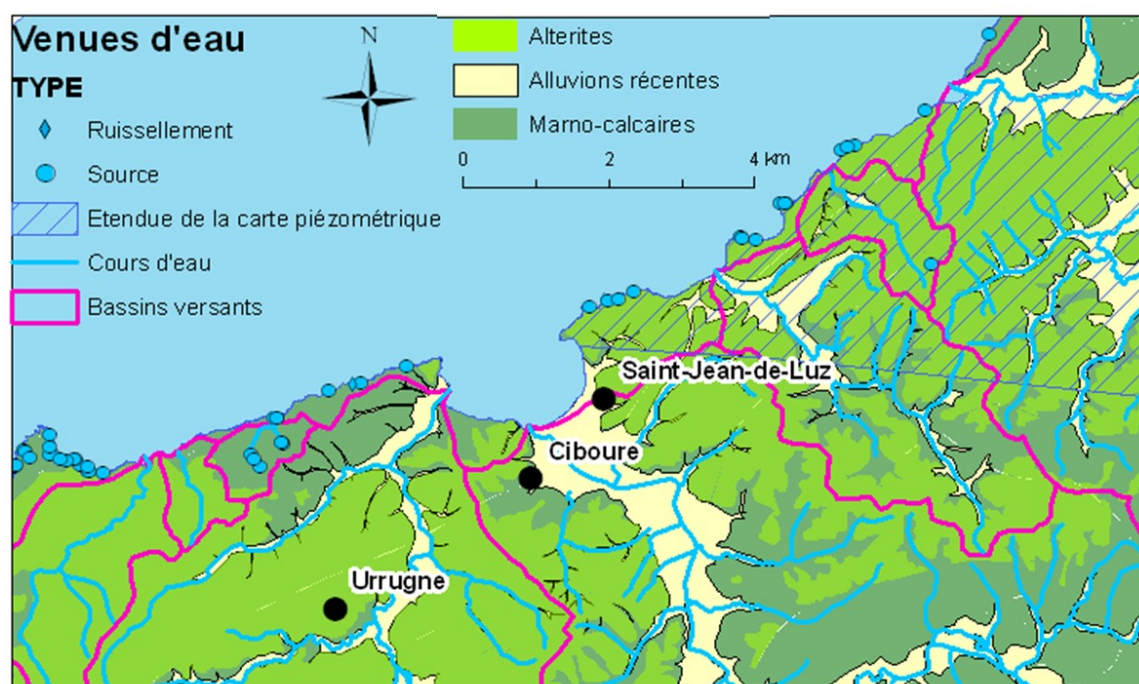 Venues d'eau
TYPE
Ruissellement
Source
Etendue de la carte piézométrique
Cours d'eau
Bassins versants
N
Alterites
Alluvions récentes
Marno-calcaires
0 2 4 km
Saint-Jean-de-Luz
Ciboure
Urrugne